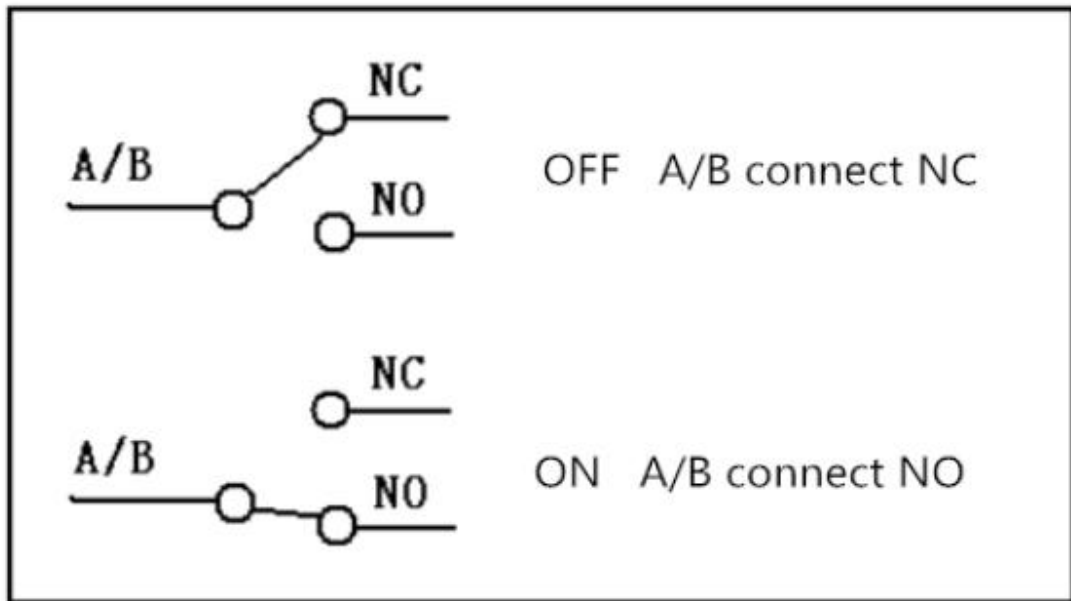 NC
A/B
OFF A/B connect NC
NO
NC
A/B
ON A/B connect NO
NO